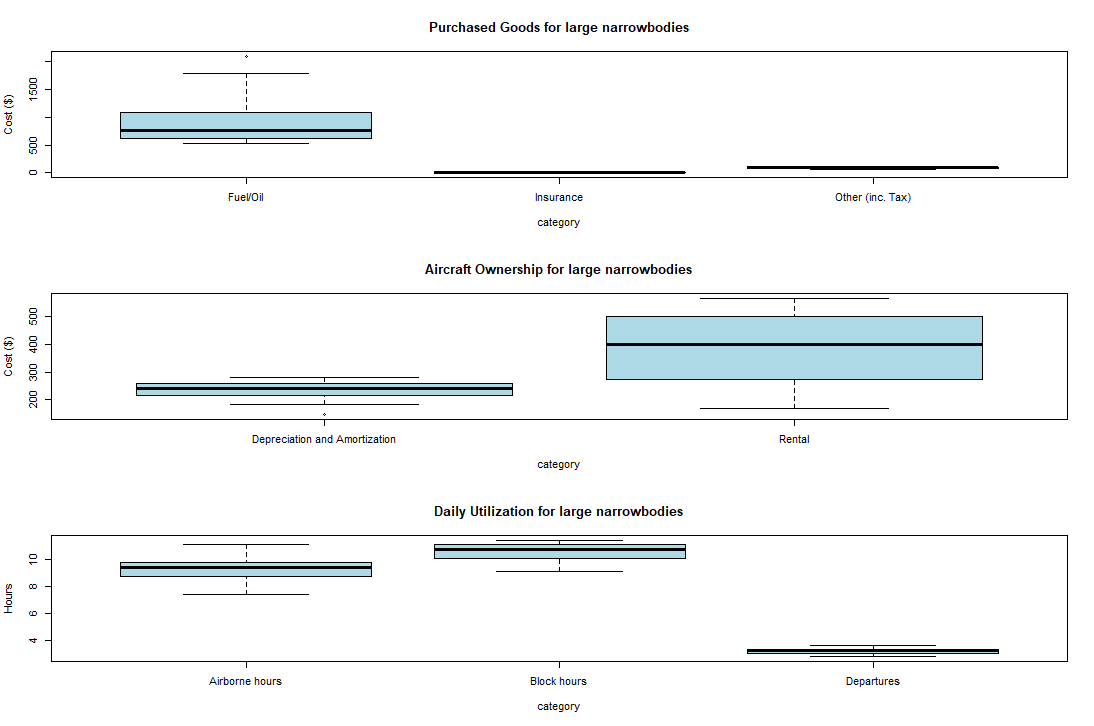 Purchased Goods for large narrowbodies
Cost ($)
1500
500
0
Fuel/Oil Insurance Other (inc. Tax)
category
Aircraft Ownership for large narrowbodies
Cost ($)
500
400
300
200
Depreciation and Amortization Rental
category
Daily Utilization for large narrowbodies
Hours
10
8
6
4
Airborne hours Block hours Departures
category